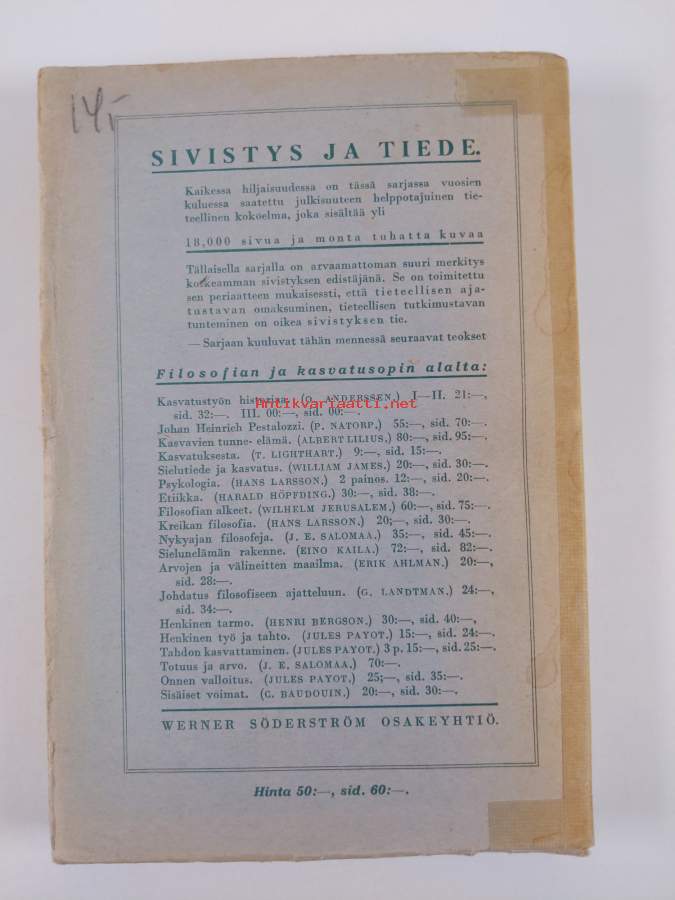 14,-
SIVISTYS JA TIEDE.
Kaikessa hiljaisuudessa on tässä sarjassa vuosien
kuluessa saatettu julkisuuteen helppotajuinen tie-
teellinen kokoelma, joka sisältää yli
18,000 sivua ja monta tuhatta kuvaa
Tällaisella sarjalla on arvaamattoman suuri merkitys
korkeamman sivistyksen edistäjänä. Se on toimitettu
sen periaatteen mukaisessti, että tieteellisen aja-
tustavan omaksuminen, tieteellisen tutkimustavan
tunteminen on oikea sivistyksen tie.
— Sarjaan kuuluvat tähän mennessä seuraavat teokset
Filosofian ja kasvatusopin alalta:
Kasvatustyön historiaa. (O. ANDERSSEN.) I—II. 21:—,
sid. 32:—. III. 00:—, sid. 00:—.
Antikvariaatti.net
Johan Heinrich Pestalozzi. (P. NATORP.) 55:—, sid. 70:—.
Kasvavien tunne- elämä. (ALBERT LILIUS,) 80:—, sid. 95:—.
Kasvatuksesta. (T. LIGHTHART.) 9:—, sid. 15:—.
Sielutiede ja kasvatus. (WILLIAM JAMES.) 20:—, sid. 30:—.
Psykologia. (HANS LARSSON.) 2 painos. 12:—, sid. 20:—.
Etiikka. (HARALD HÖPFDING.) 30:—, sid. 38:—.
Filosofian alkeet. (WILHELM JERUSALEM.) 60:—, sid. 75:—.
Kreikan filosofia. (HANS LARSSON.) 20;—, sid. 30:—.
Nykyajan filosofeja. (J. E. SALOMAA.) 35:—, sid. 45:—.
Sielunelämän rakenne. (EINO KAILA.) 72:—, sid. 82:—.
Arvojen ja välineitten maailma. (ERIK AHLMAN.) 20:—,
sid. 28:—.
Johdatus filosofiseen ajatteluun. (G. LANDTMAN.) 24:—,
sid. 34:—.
Henkinen tarmo. (HENRI BERGSON.) 30:—, sid. 40:—,
Henkinen työ ja tahto. (JULES PAYOT.) 15:—, sid. 24:—.
Tahdon kasvattaminen. (JULES PAYOT.) 3 p. 15:—, sid. 25:—.
Totuus ja arvo. (J. E. SALOMAA.) 70:—.
Onnen valloitus. (JULES PAYOT.) 25;—, sid. 35:—.
Sisäiset voimat. (C. BAUDOUIN.) 20:—, sid. 30:—.
WERNER SÖDERSTRÖM OSAKEYHTIÖ.
Hinta 50:—, sid. 60:—.